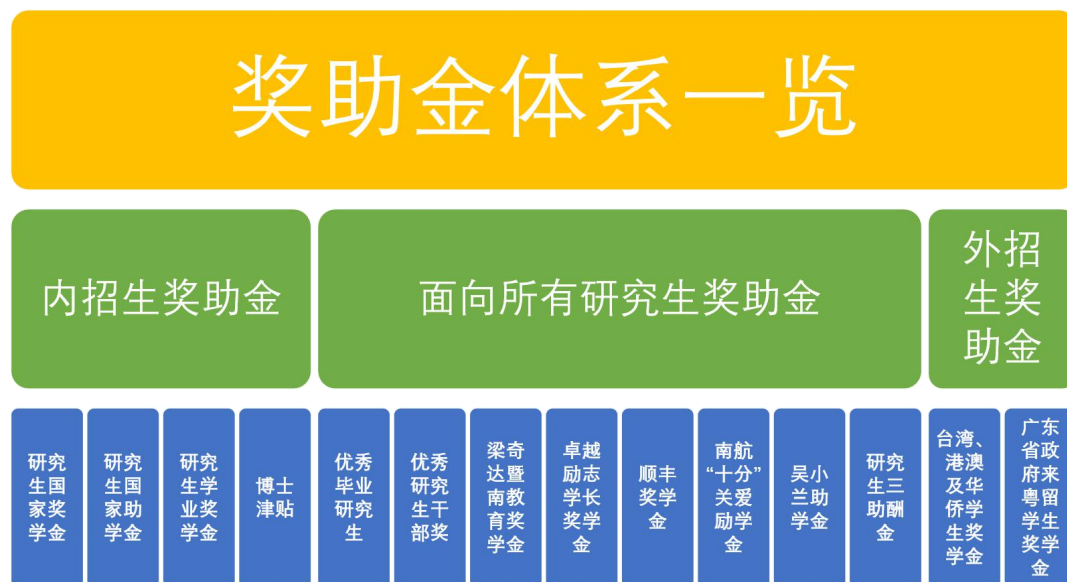 奖助金体系一览
内招生奖助金
面向所有研究生奖助金
外招
生奖
助金
研究
生国
家奖
学金
研究
生国
家助
学金
研究
生学
业奖
学金
博士
津贴
优秀
毕业
研究
生
优秀
研究
生干
部奖
梁奇
达暨
南教
育奖
学金
卓越
励志
学长
奖学
金
顺丰
奖学
金
南航
“十分”
关爱
励学
金
吴小
兰助
学金
研究
生三
助酬
金
台湾、
港澳
及华
侨学
生奖
学金
广东
省政
府来
粤留
学生
奖学
金